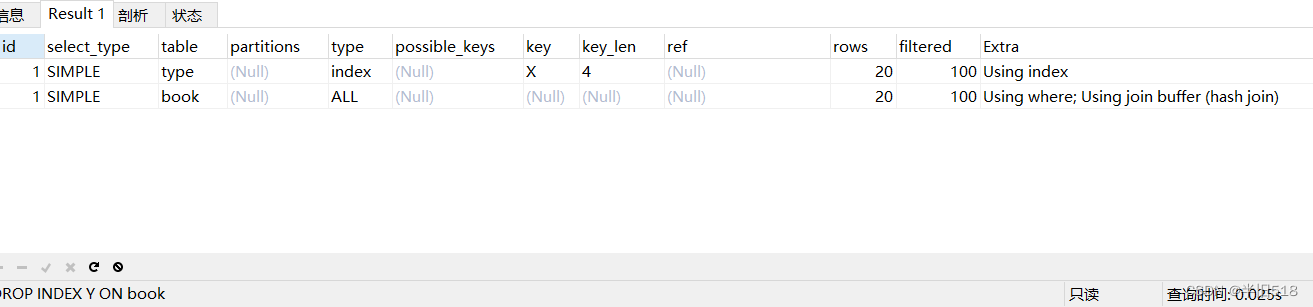 信息 Result 1 剖析 状态
id select_type table partitions type possible_keys key key_len ref rows filtered Extra
1 SIMPLE type (Null) index (Null) X 4 (Null) 20 100 Using index
1 SIMPLE book (Null) ALL (Null) (Null) (Null) (Null) 20 100 Using where; Using join buffer (hash join)
DROP INDEX Y ON book 只读 查询时间: 0.025s